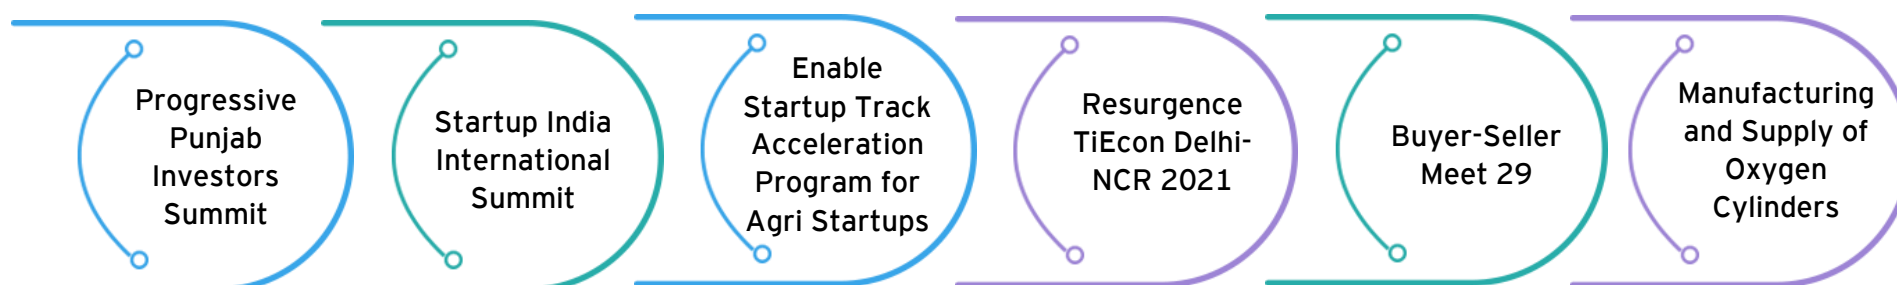 Progressive
Punjab
Investors
Summit
Startup India
International
Summit
Enable
Startup Track
Acceleration
Program for
Agri Startups
Resurgence
TiEcon Delhi-
NCR 2021
Buyer-Seller
Meet 29
Manufacturing
and Supply of
Oxygen
Cylinders